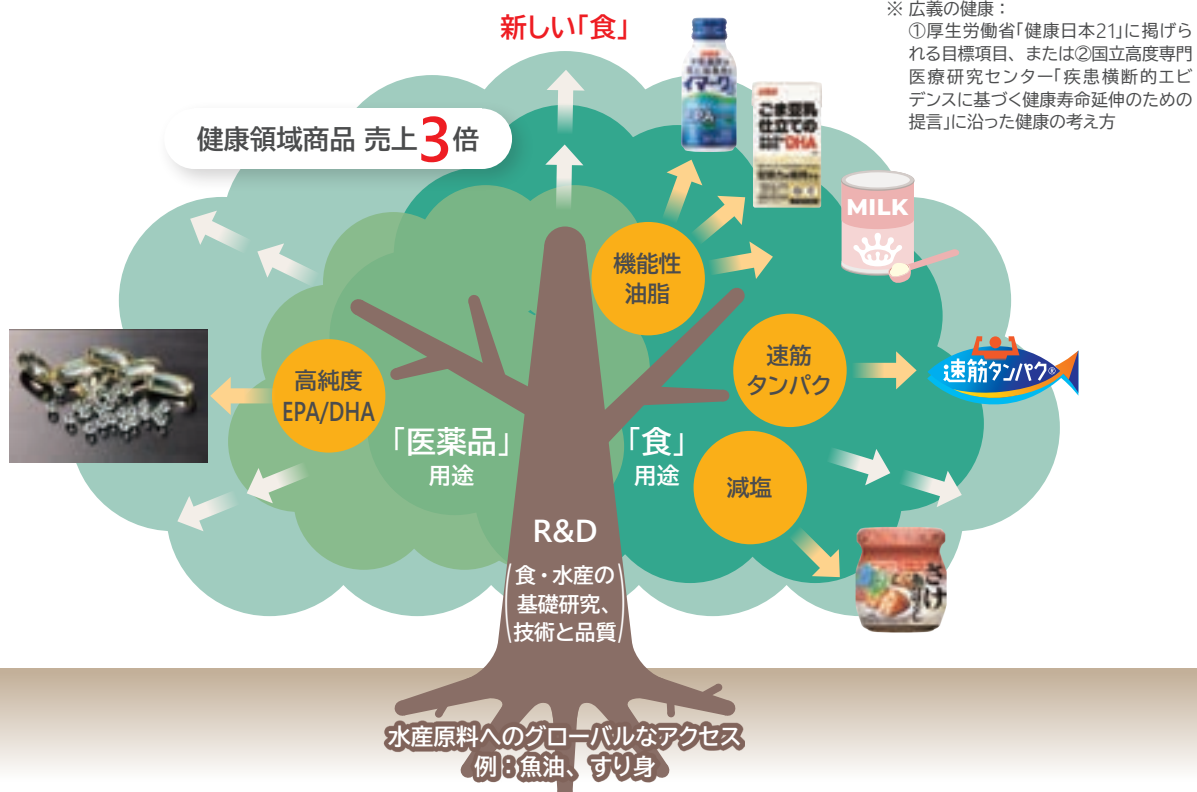 新しい「食」
※ 広義の健康：
①厚生労働省「健康日本21」に掲げら
れる目標項目、または②国立高度専門
医療研究センター「疾患横断的エビ
デンスに基づく健康寿命延伸のための
提言」に沿った健康の考え方
健康領域商品 売上3倍
イマーク
EPA
ごま豆乳
仕立ての
DHA
MILK
機能性
油脂
速筋
タンパク
速筋タンパク®
高純度
EPA/DHA
「医薬品」
用途
「食」
用途
減塩
さけ
R&D
(食・水産の
基礎研究、
技術と品質)
水産原料へのグローバルなアクセス
例：魚油、すり身